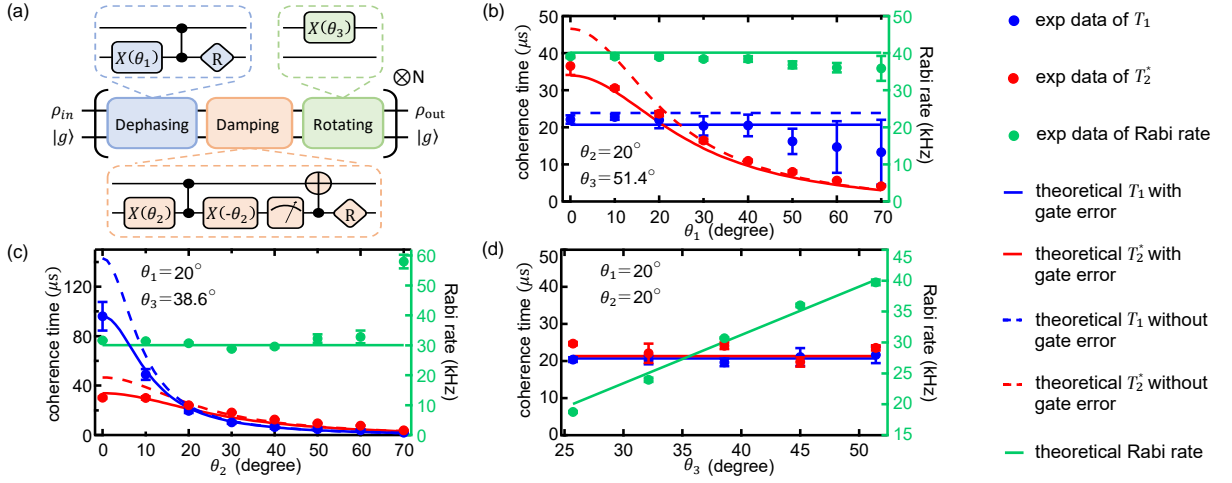 (a)
X(θ₃)
X(θ₁) R
⊗N
ρin Dephasing Damping Rotating ρout
|g⟩ |g⟩
X(θ₂) X(-θ₂) R
(b)
coherence time (μs)
50
40
30
20
10
0
θ₂=20°
θ₃=51.4°
0 10 20 30 40 50 60 70
θ₁ (degree)
Rabi rate (kHz)
50
40
30
20
10
0
(c)
coherence time (μs)
140
100
60
20
θ₁=20°
θ₃=38.6°
0 10 20 30 40 50 60 70
θ₂ (degree)
Rabi rate (kHz)
60
50
40
30
20
10
0
(d)
coherence time (μs)
50
40
30
20
10
0
θ₁=20°
θ₂=20°
25 30 35 40 45 50
θ₃ (degree)
Rabi rate (kHz)
45
40
35
30
25
20
15
exp data of T₁
exp data of T₂*
exp data of Rabi rate
theoretical T₁ with
gate error
theoretical T₂* with
gate error
theoretical T₁ without
gate error
theoretical T₂* without
gate error
theoretical Rabi rate